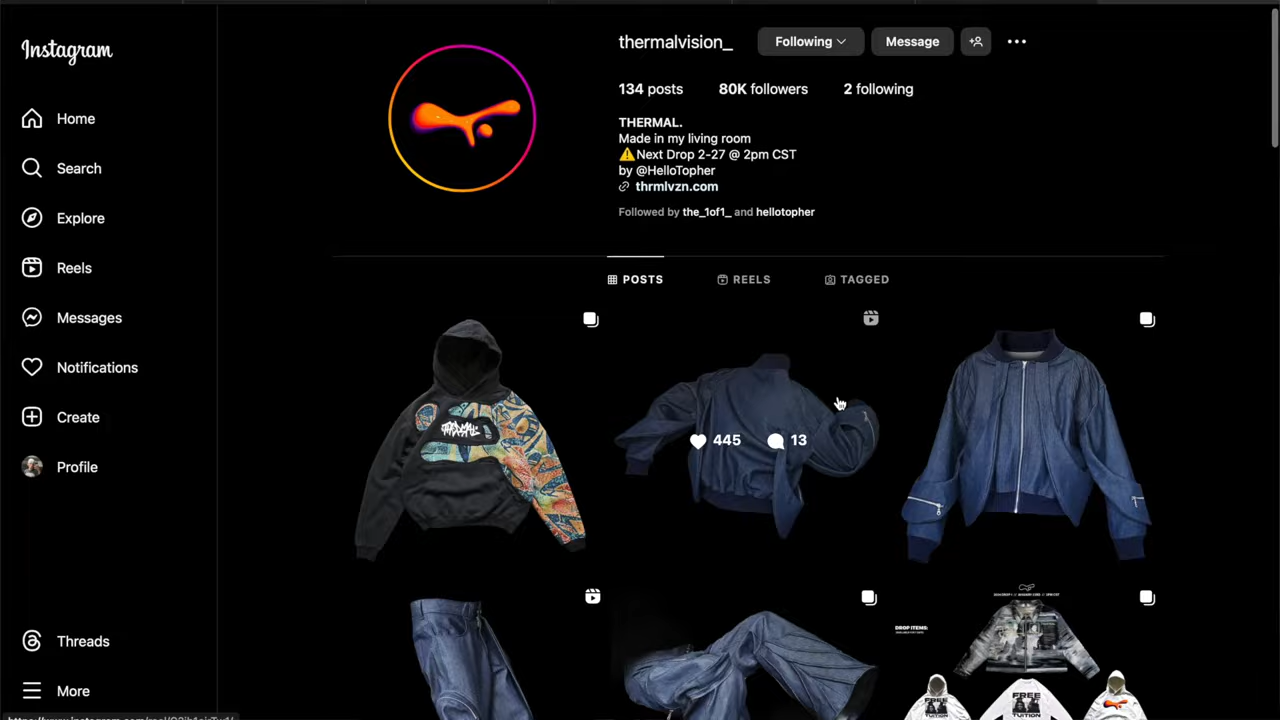 Instagram
Home
Search
Explore
Reels
Messages
Notifications
Create
Profile
Threads
More
thermalvision_
Following
Message
134 posts
80K followers
2 following
THERMAL.
Made in my living room
⚠️Next Drop 2-27 @ 2pm CST
by @HelloTopher
thrmlvzn.com
Followed by the_1of1_ and hellotopher
POSTS
REELS
TAGGED
445
13
DROP ITEMS:
FREE
TUITION
FREE
TUITION